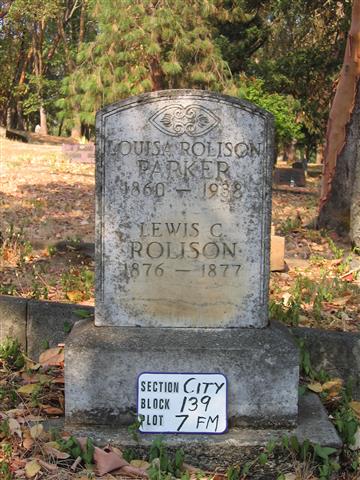 LOUISA ROLISON
PARKER
1860 — 1938
LEWIS C.
ROLISON
1876 — 1877
SECTION CITY
BLOCK 139
PLOT 7 FM